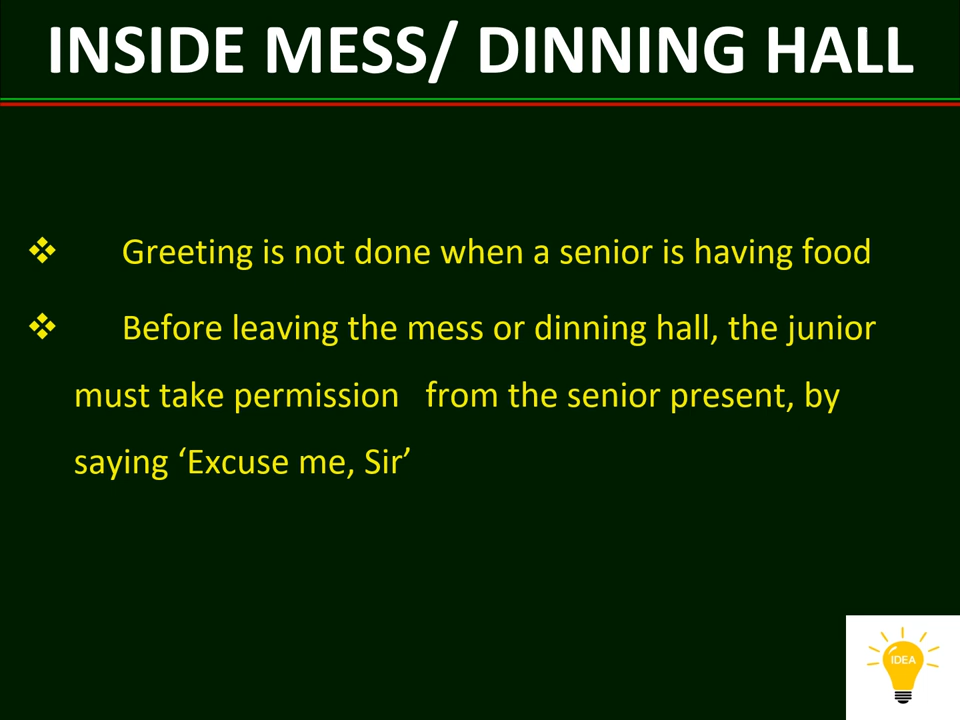 INSIDE MESS/ DINNING HALL
❖ Greeting is not done when a senior is having food
❖ Before leaving the mess or dinning hall, the junior
must take permission from the senior present, by
saying ‘Excuse me, Sir’
IDEA